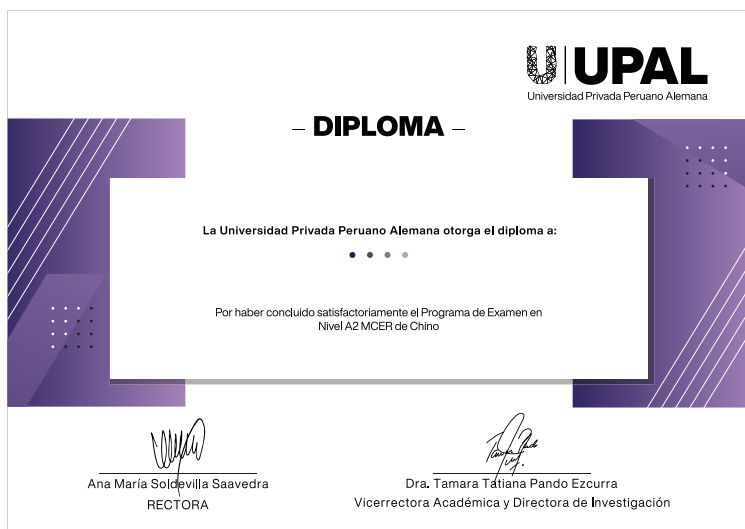 UPAL
Universidad Privada Peruano Alemana
– DIPLOMA –
La Universidad Privada Peruano Alemana otorga el diploma a:
Por haber concluido satisfactoriamente el Programa de Examen en
Nivel A2 MCER de Chino
Ana María Soldevilla Saavedra
RECTORA
Dra. Tamara Tatiana Pando Ezcurra
Vicerrectora Académica y Directora de Investigación